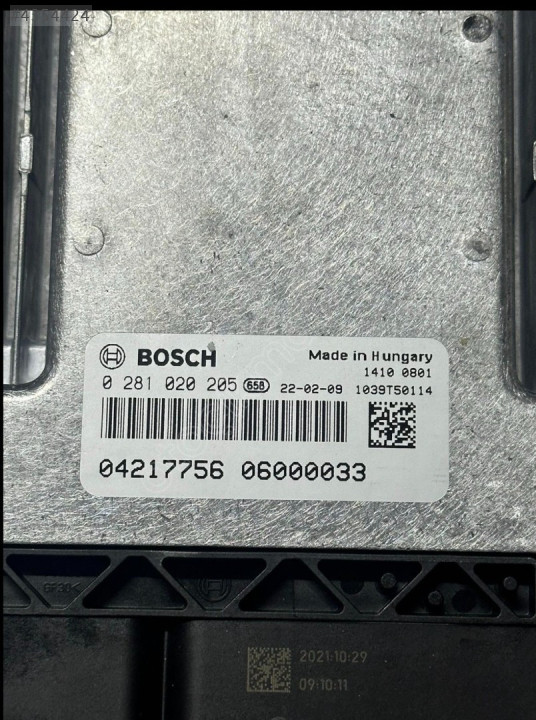 BOSCH Made in Hungary
1410 0801
0 281 020 205 658 22-02-09 1039T50114
04217756 06000033
GF30<
2021:10:29
09:10:11